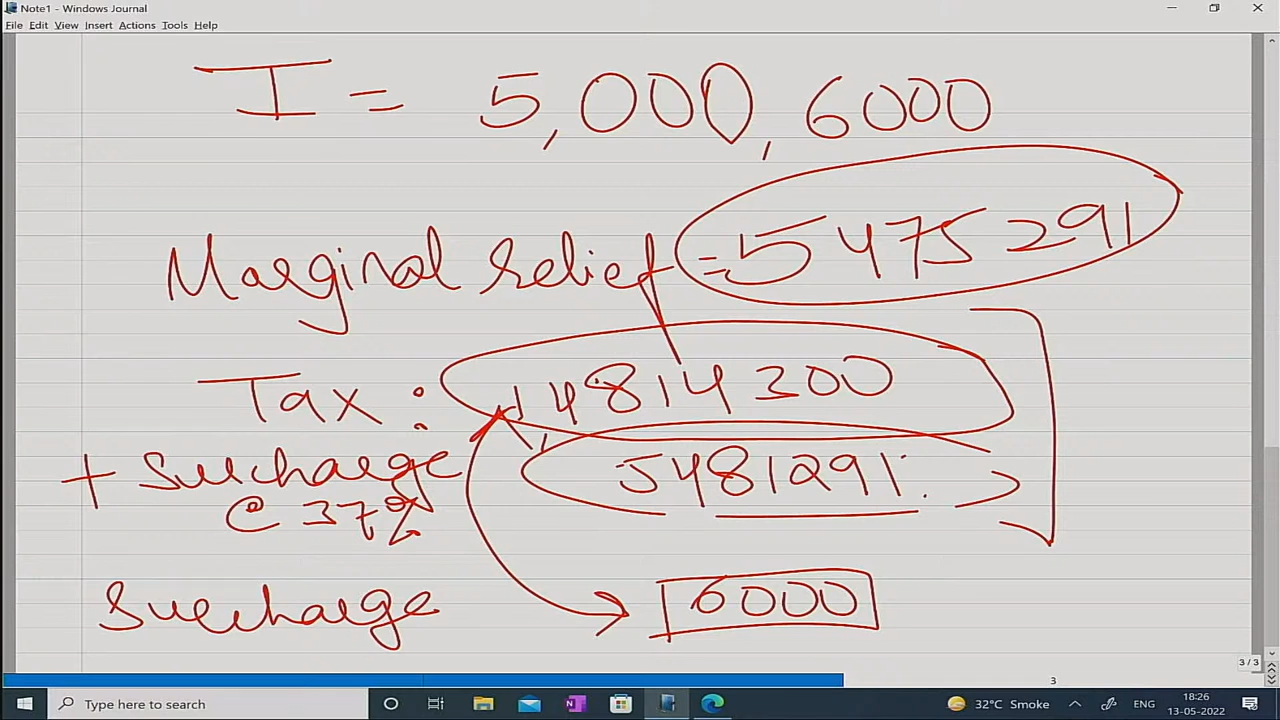 Note1 - Windows Journal
File Edit View Insert Actions Tools Help
I = 5,000,6000
Marginal relief = 5475291
Tax : 14814300
+ Surcharge 5481291.
@ 37%
Surcharge 6000
3 / 3
3
Type here to search
32°C Smoke
ENG
18:26
13-05-2022